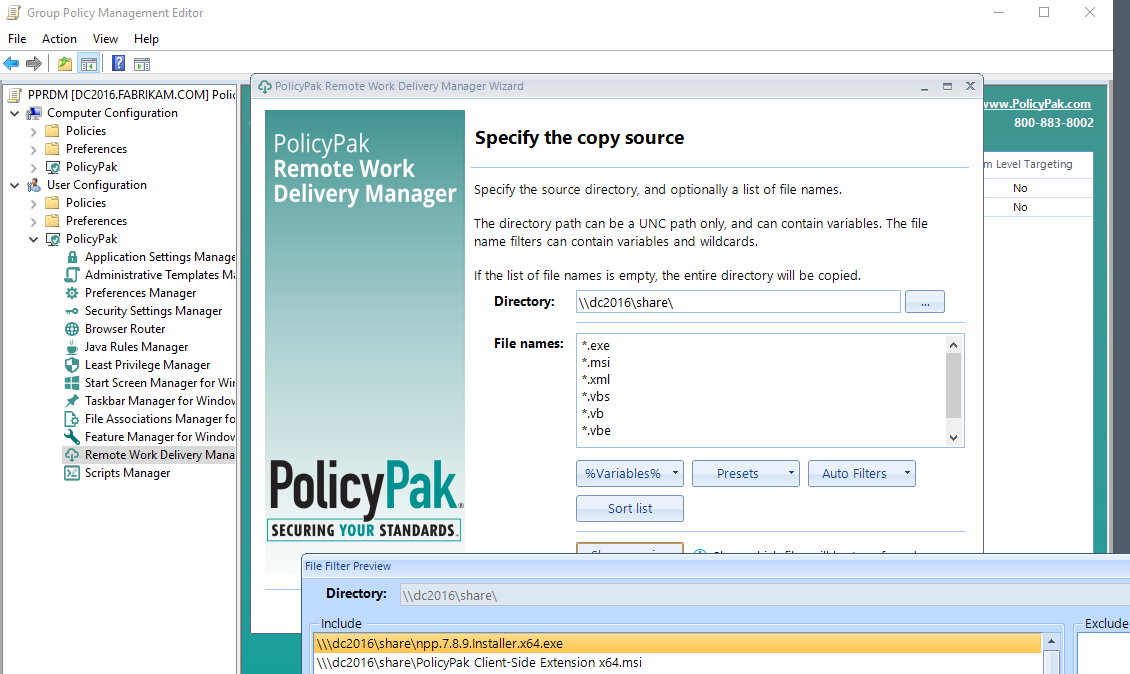 Group Policy Management Editor
File Action View Help
PPRDM [DC2016.FABRIKAM.COM] Polic
Computer Configuration
Policies
Preferences
PolicyPak
User Configuration
Policies
Preferences
PolicyPak
Application Settings Manage
Administrative Templates Ma
Preferences Manager
Security Settings Manager
Browser Router
Java Rules Manager
Least Privilege Manager
Start Screen Manager for Win
Taskbar Manager for Window
File Associations Manager fo
Feature Manager for Window
Remote Work Delivery Mana
Scripts Manager
PolicyPak Remote Work Delivery Manager Wizard
PolicyPak
Remote Work
Delivery Manager
PolicyPak
SECURING YOUR STANDARDS
Specify the copy source
Specify the source directory, and optionally a list of file names.
The directory path can be a UNC path only, and can contain variables. The file
name filters can contain variables and wildcards.
If the list of file names is empty, the entire directory will be copied.
Directory: \\dc2016\share\ ...
File names:
*.exe
*.msi
*.xml
*.vbs
*.vb
*.vbe
%Variables% Presets Auto Filters
Sort list
www.PolicyPak.com
800-883-8002
m Level Targeting
No
No
File Filter Preview
Directory: \\dc2016\share\
Include
\\\dc2016\share\npp.7.8.9.Installer.x64.exe
\\\dc2016\share\PolicyPak Client-Side Extension x64.msi
Exclude